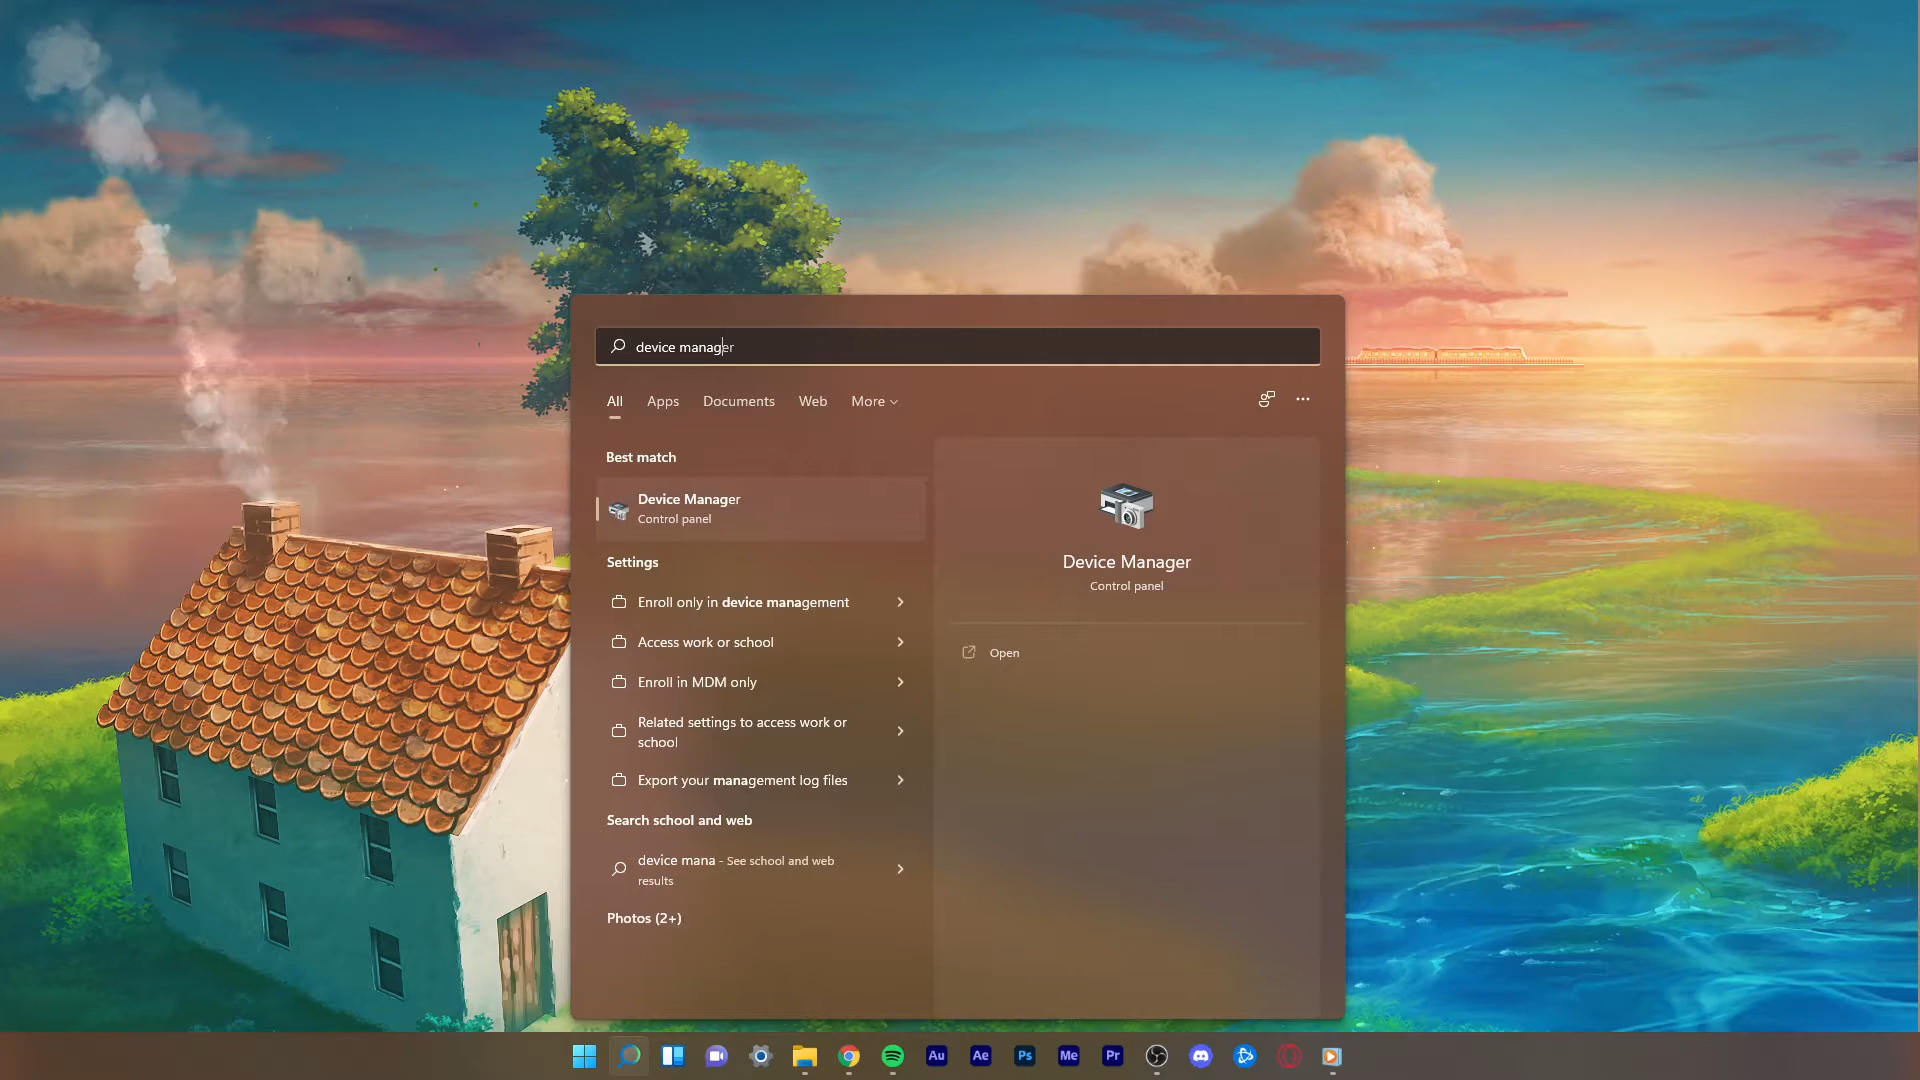 device manager
All
Apps
Documents
Web
More
Best match
Device Manager
Control panel
Settings
Enroll only in device management
Access work or school
Enroll in MDM only
Related settings to access work or
school
Export your management log files
Search school and web
device mana - See school and web
results
Photos (2+)
Device Manager
Control panel
Open
Au
Ae
Ps
Me
Pr